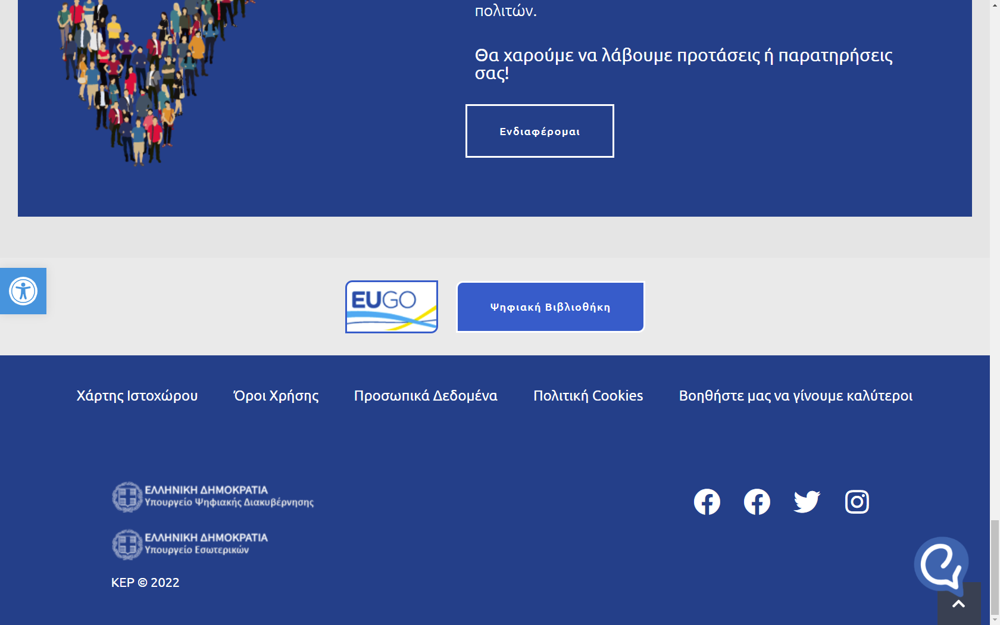 πολιτών.
Θα χαρούμε να λάβουμε προτάσεις ή παρατηρήσεις
σας!
Ενδιαφέρομαι
EUGO
Ψηφιακή Βιβλιοθήκη
Χάρτης Ιστοχώρου
Όροι Χρήσης
Προσωπικά Δεδομένα
Πολιτική Cookies
Βοηθήστε μας να γίνουμε καλύτεροι
ΕΛΛΗΝΙΚΗ ΔΗΜΟΚΡΑΤΙΑ
Υπουργείο Ψηφιακής Διακυβέρνησης
ΕΛΛΗΝΙΚΗ ΔΗΜΟΚΡΑΤΙΑ
Υπουργείο Εσωτερικών
KEP © 2022